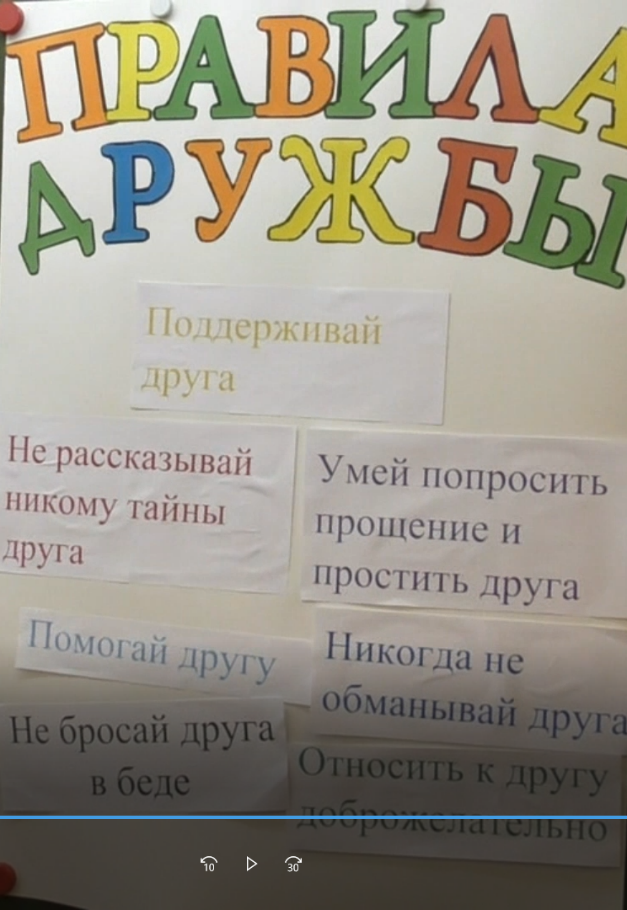 ПРАВИЛА
ДРУЖБЫ
Поддерживай
друга
Не рассказывай
никому тайны
друга
Умей попросить
прощение и
простить друга
Помогай другу
Никогда не
обманывай друга
Не бросай друга
в беде
Относить к другу
доброжелательно
10
30